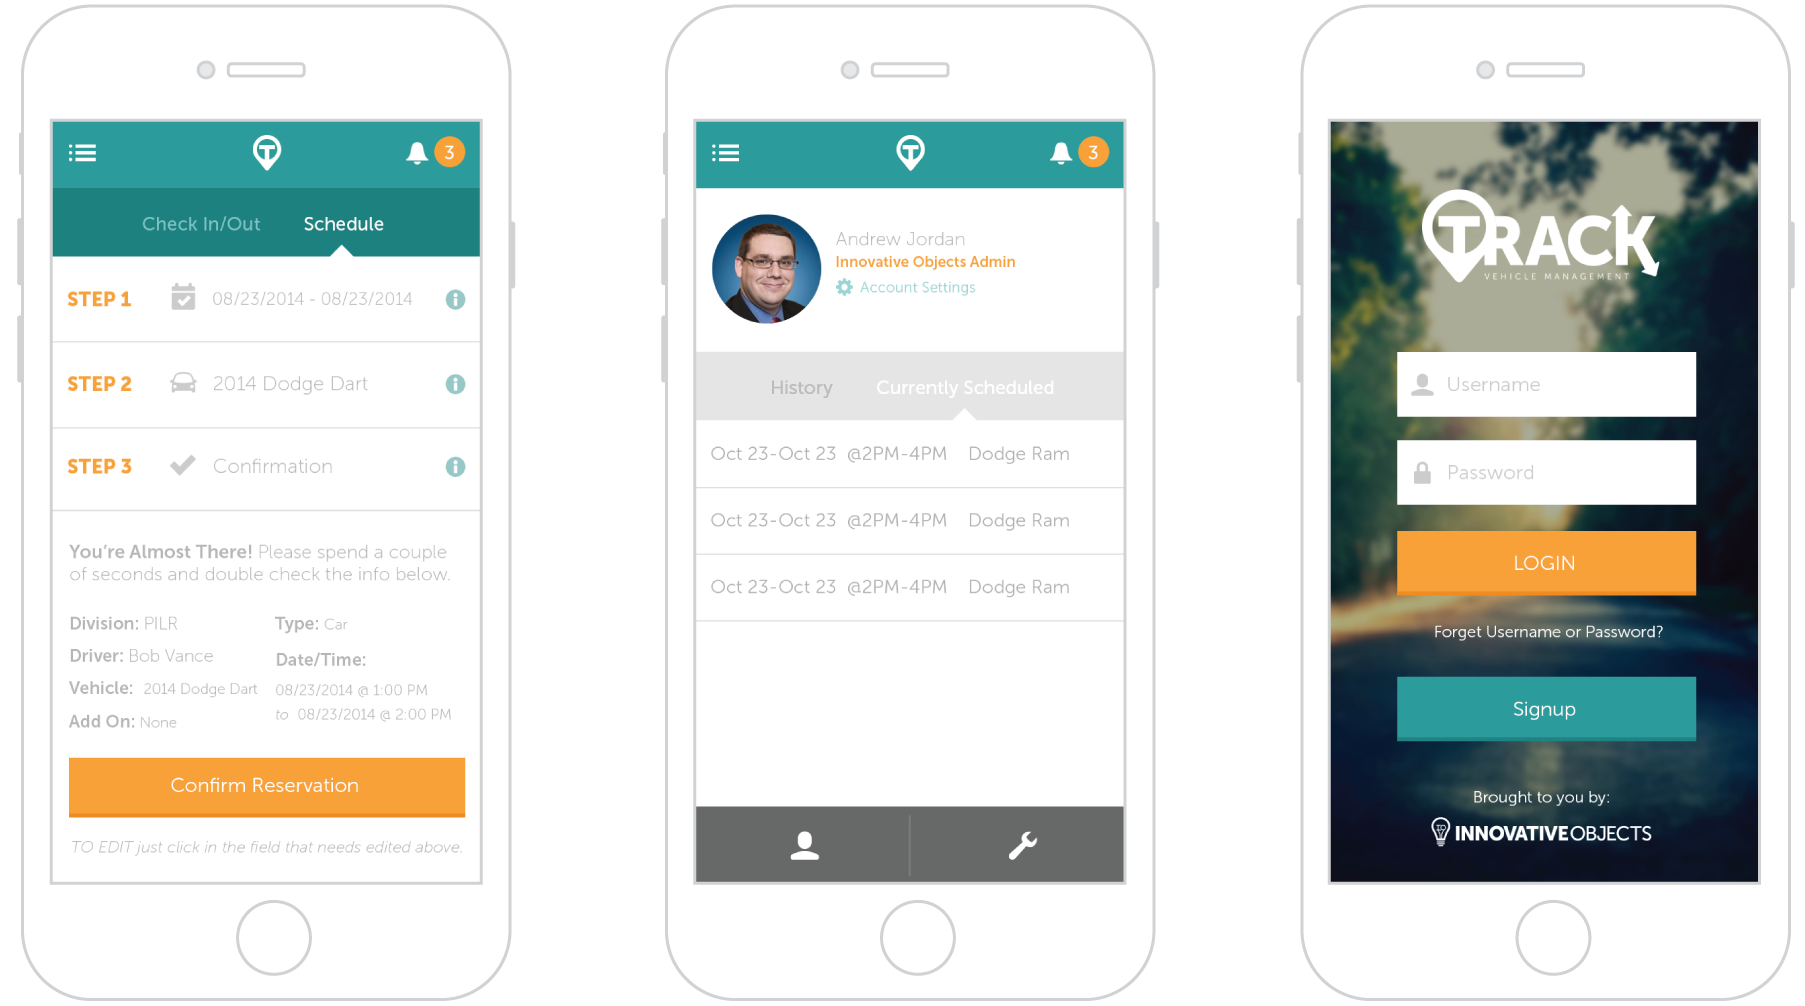 3
Check In/Out Schedule
STEP 1 08/23/2014 - 08/23/2014
STEP 2 2014 Dodge Dart
STEP 3 Confirmation
You're Almost There! Please spend a couple
of seconds and double check the info below.
Division: PILR
Driver: Bob Vance
Vehicle: 2014 Dodge Dart
Add On: None
Type: Car
Date/Time:
08/23/2014 @ 1:00 PM
to 08/23/2014 @ 2:00 PM
Confirm Reservation
TO EDIT just click in the field that needs edited above.
3
Andrew Jordan
Innovative Objects Admin
Account Settings
History Currently Scheduled
Oct 23-Oct 23 @2PM-4PM Dodge Ram
Oct 23-Oct 23 @2PM-4PM Dodge Ram
Oct 23-Oct 23 @2PM-4PM Dodge Ram
TRACK
VEHICLE MANAGEMENT
Username
Password
LOGIN
Forget Username or Password?
Signup
Brought to you by:
INNOVATIVE OBJECTS